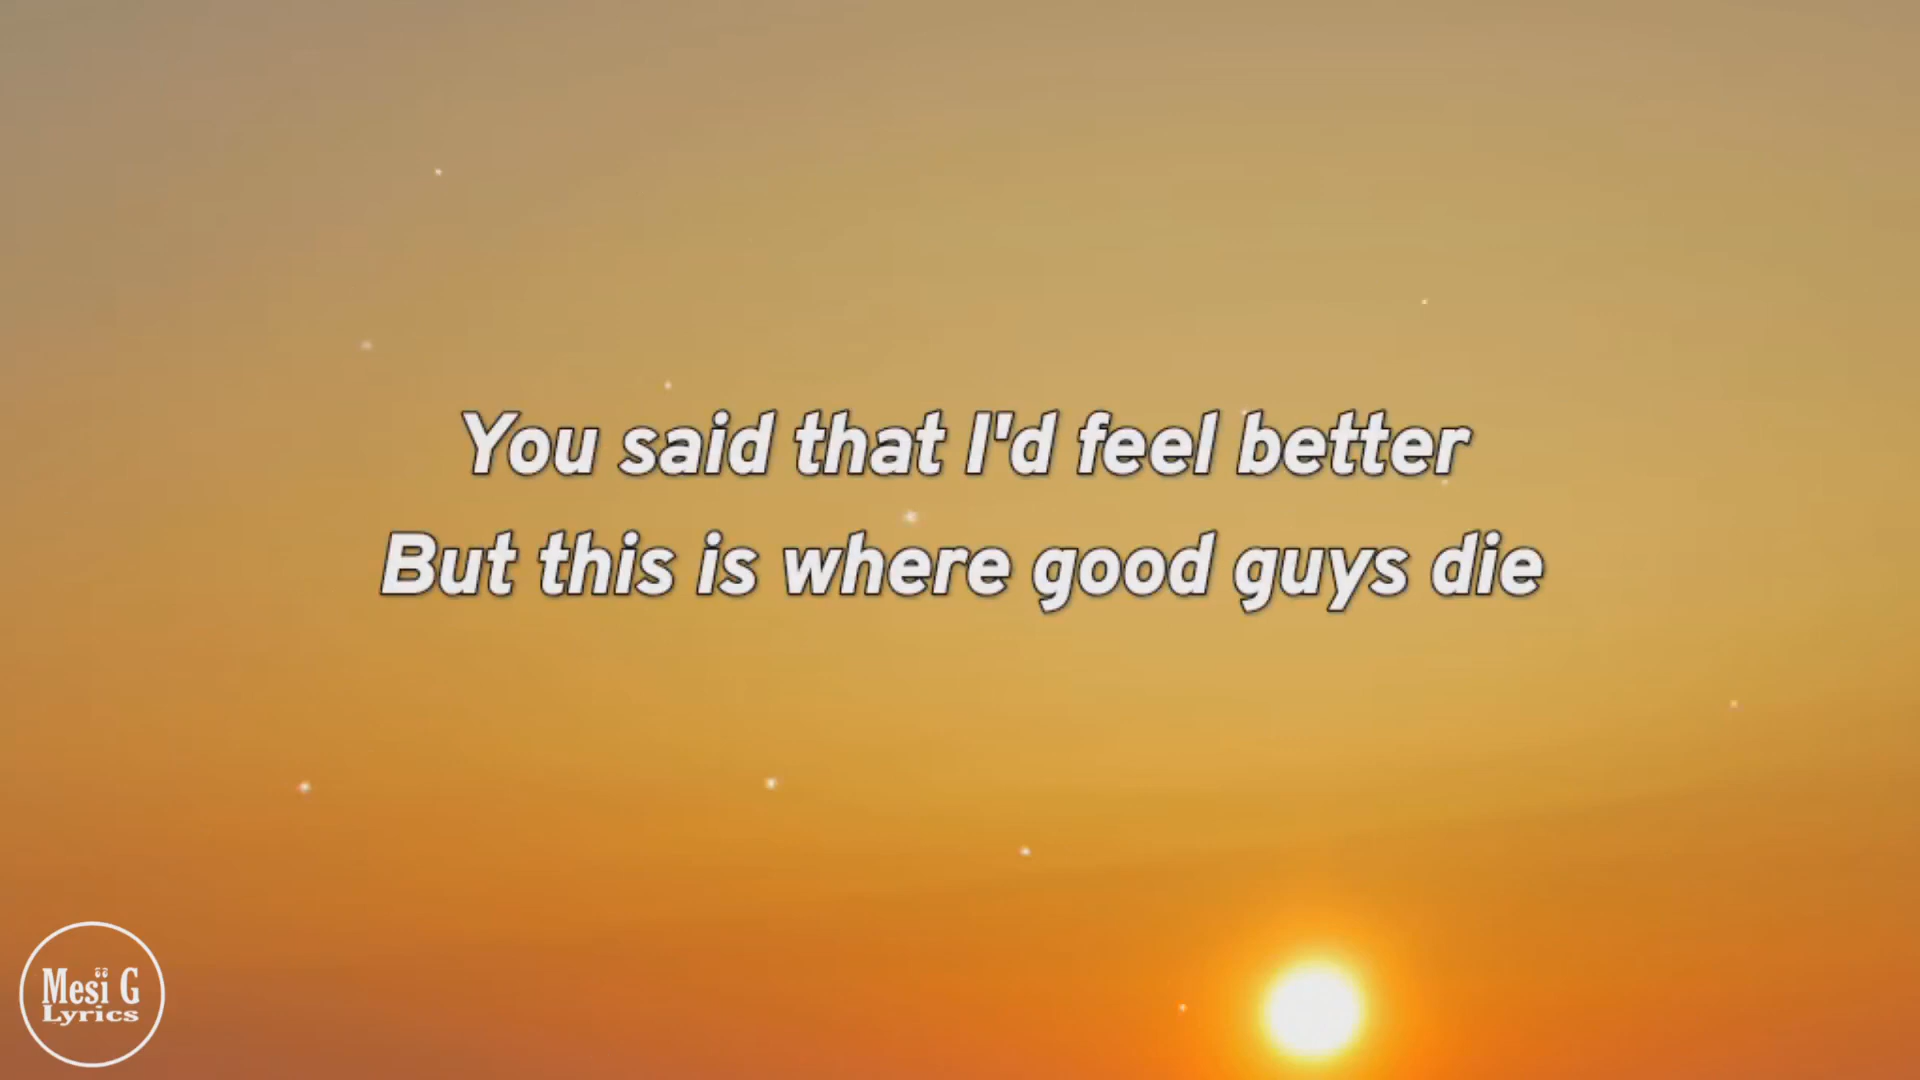 You said that I'd feel better
But this is where good guys die
Mesi G
Lyrics